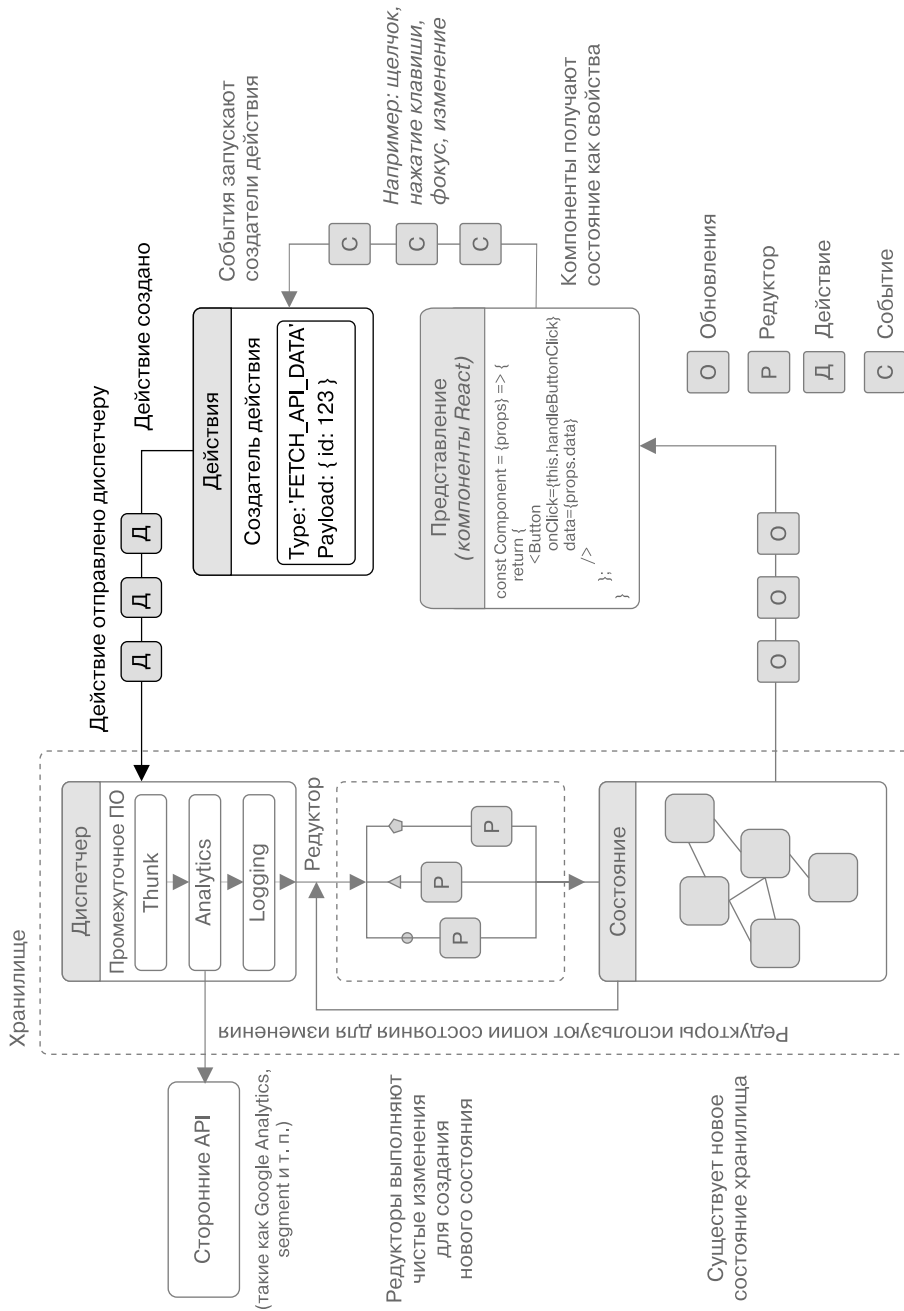 Хранилище
Сторонние API
(такие как Google Analytics,
segment и т. п.)
Диспетчер
Промежуточное ПО
Thunk
Analytics
Logging
Действие отправлено диспетчеру
Д
Д
Д
Действие создано
Действия
Создатель действия
Type: 'FETCH_API_DATA'
Payload: { id: 123 }
События запускают
создатели действия
С
С
С
Например: щелчок,
нажатие клавиши,
фокус, изменение
Редуктор
Р
Р
Р
Редукторы выполняют
чистые изменения
для создания
нового состояния
Редукторы используют копии состояния для изменения
Представление
(компоненты React)
const Component = {props} => {
return {
<Button
onClick={this.handleButtonClick}
data={props.data}
/>
};
}
Компоненты получают
состояние как свойства
Состояние
Существует новое
состояние хранилища
О
О
О
О
Обновления
Р
Редуктор
Д
Действие
С
Событие